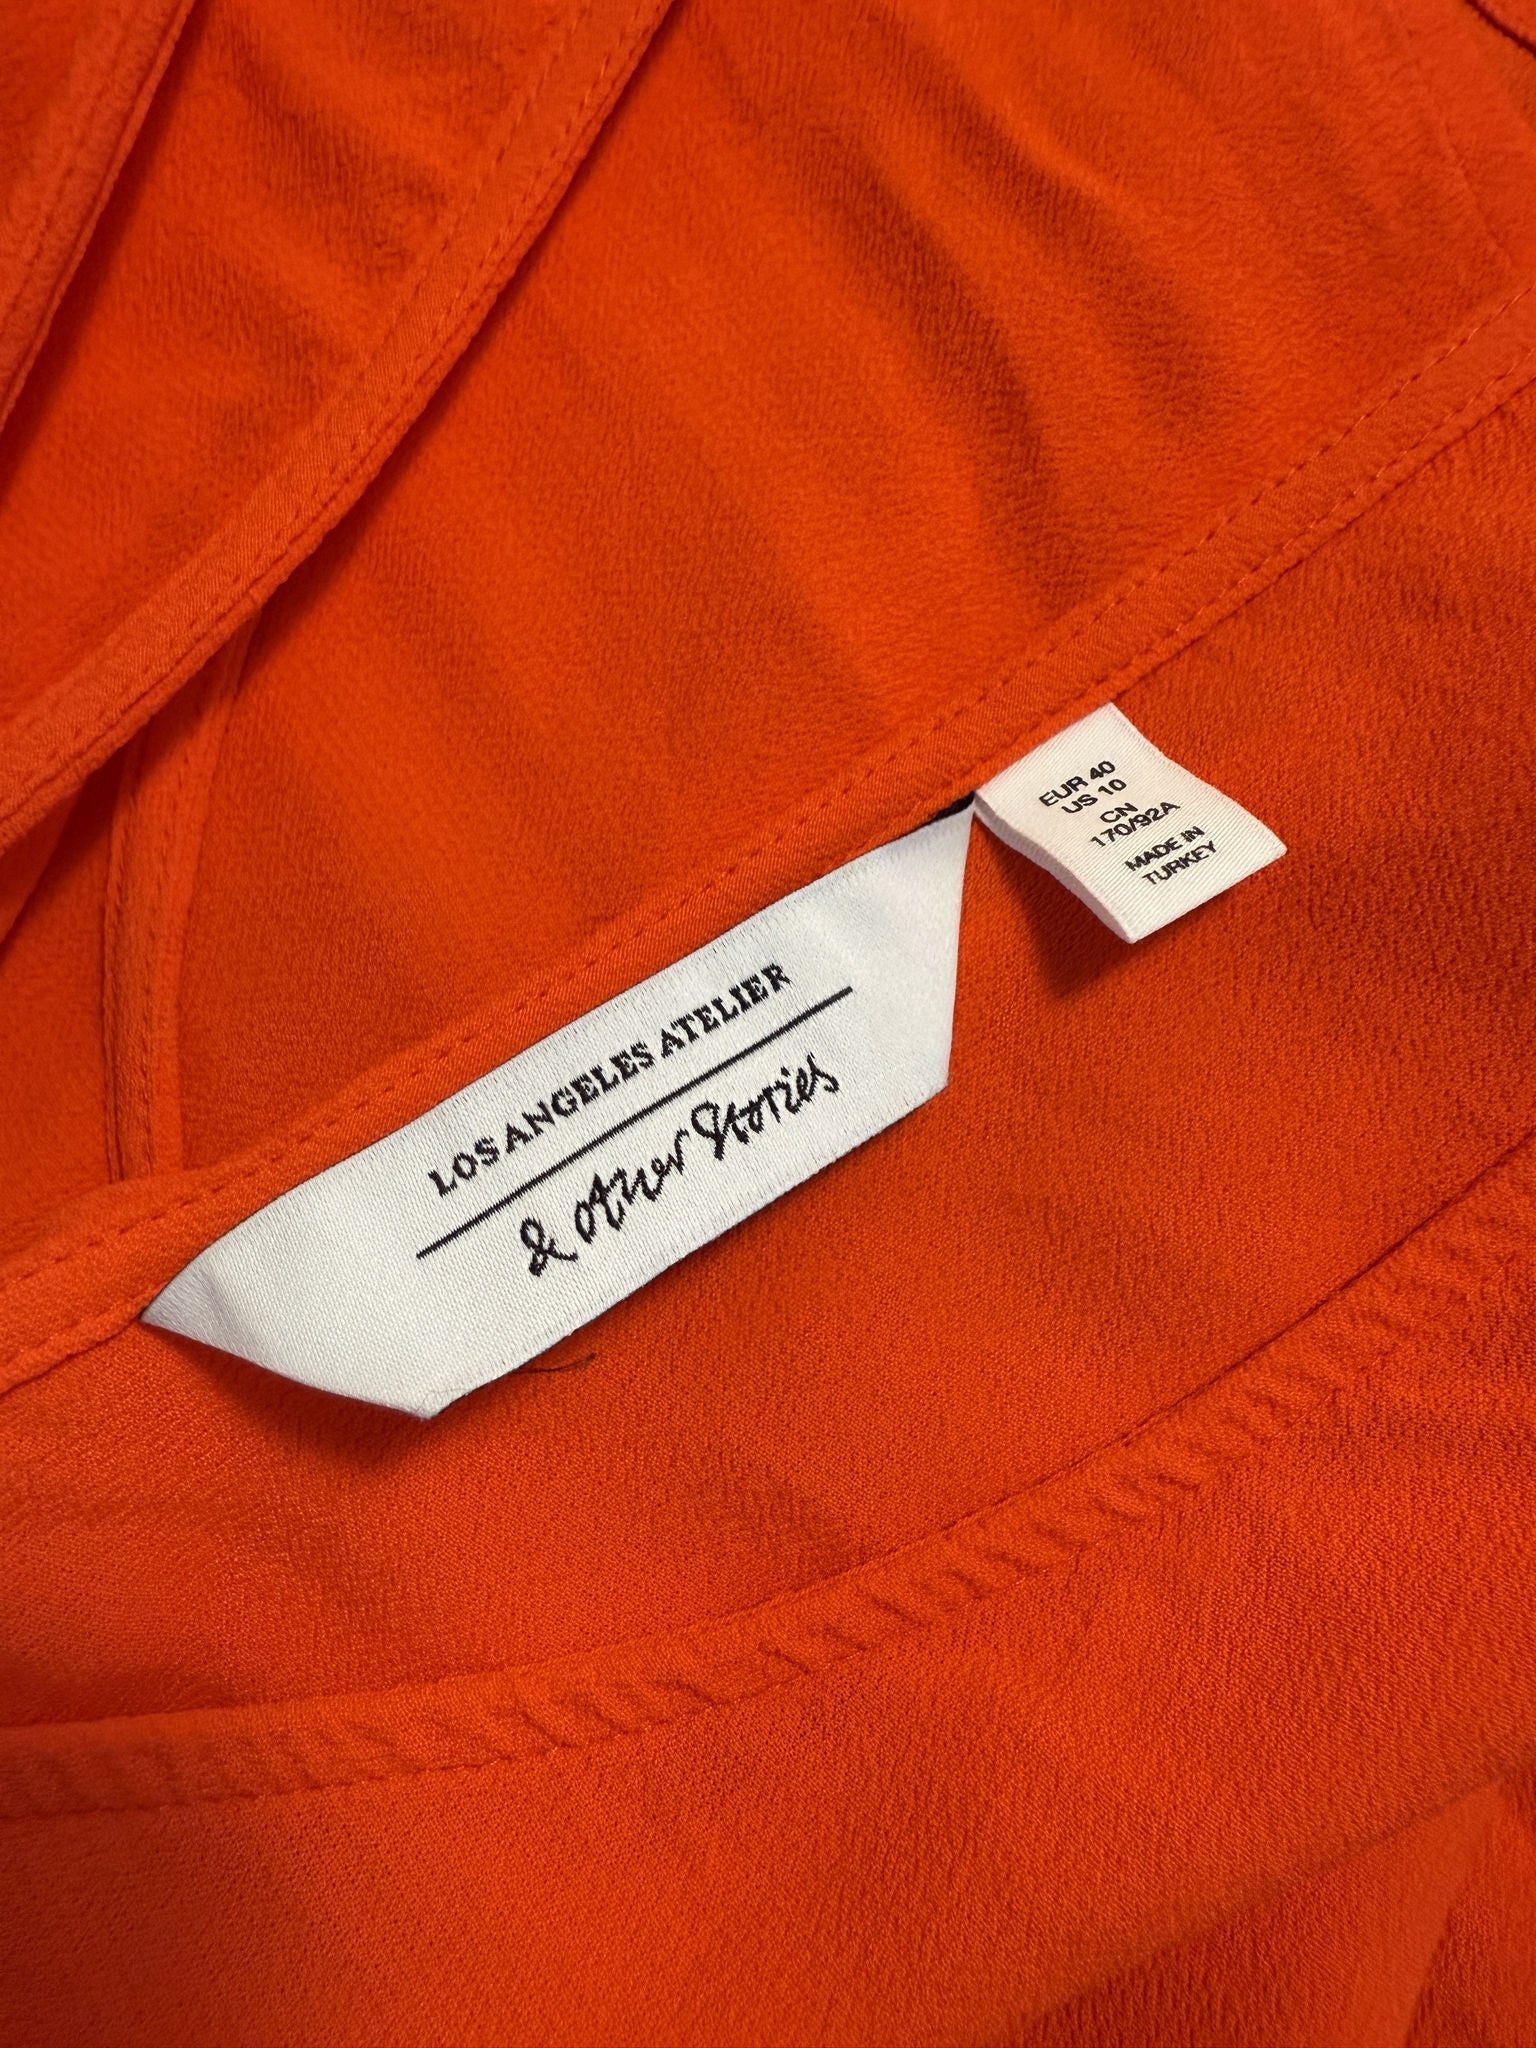 LOS ANGELES ATELIER
& other Stories
EUR 40
US 10
CN
170/92A
MADE IN
TURKEY